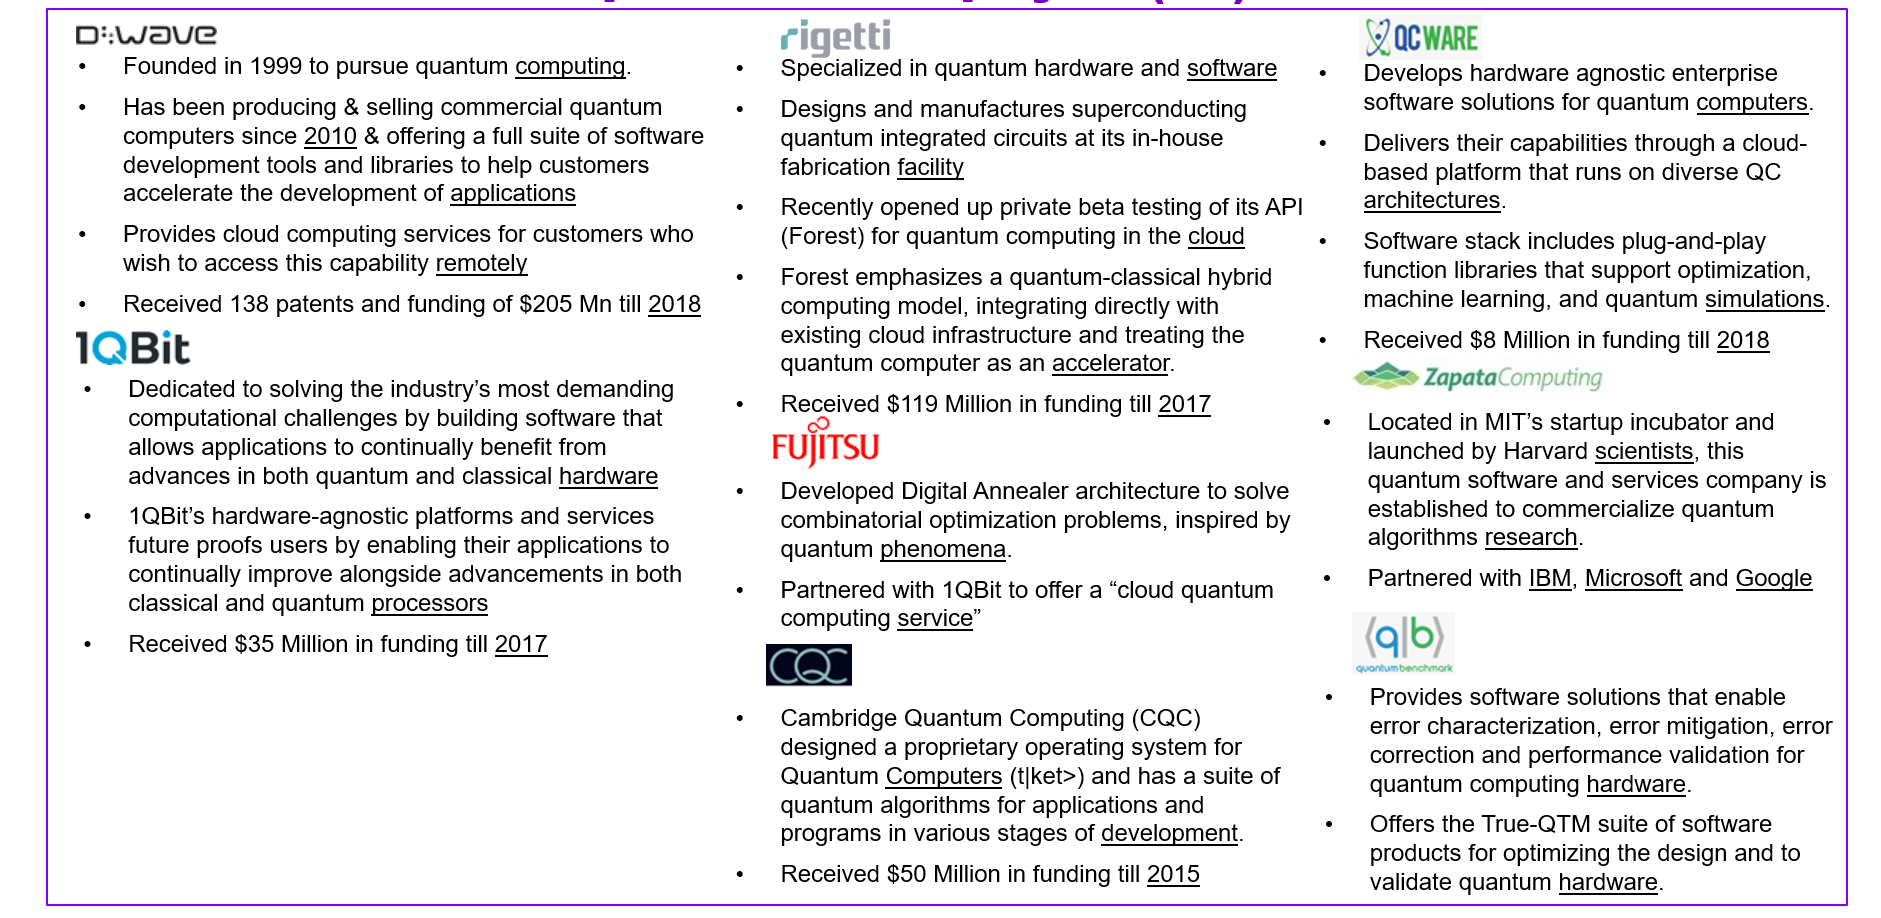 D:wave
• Founded in 1999 to pursue quantum computing.
• Has been producing & selling commercial quantum
computers since 2010 & offering a full suite of software
development tools and libraries to help customers
accelerate the development of applications
• Provides cloud computing services for customers who
wish to access this capability remotely
• Received 138 patents and funding of $205 Mn till 2018
1QBit
• Dedicated to solving the industry’s most demanding
computational challenges by building software that
allows applications to continually benefit from
advances in both quantum and classical hardware
• 1QBit’s hardware-agnostic platforms and services
future proofs users by enabling their applications to
continually improve alongside advancements in both
classical and quantum processors
• Received $35 Million in funding till 2017
rigetti
• Specialized in quantum hardware and software
• Designs and manufactures superconducting
quantum integrated circuits at its in-house
fabrication facility
• Recently opened up private beta testing of its API
(Forest) for quantum computing in the cloud
• Forest emphasizes a quantum-classical hybrid
computing model, integrating directly with
existing cloud infrastructure and treating the
quantum computer as an accelerator.
• Received $119 Million in funding till 2017
FUJITSU
• Developed Digital Annealer architecture to solve
combinatorial optimization problems, inspired by
quantum phenomena.
• Partnered with 1QBit to offer a “cloud quantum
computing service”
CQC
• Cambridge Quantum Computing (CQC)
designed a proprietary operating system for
Quantum Computers (t|ket>) and has a suite of
quantum algorithms for applications and
programs in various stages of development.
• Received $50 Million in funding till 2015
QCWARE
• Develops hardware agnostic enterprise
software solutions for quantum computers.
• Delivers their capabilities through a cloud-
based platform that runs on diverse QC
architectures.
• Software stack includes plug-and-play
function libraries that support optimization,
machine learning, and quantum simulations.
• Received $8 Million in funding till 2018
ZapataComputing
• Located in MIT’s startup incubator and
launched by Harvard scientists, this
quantum software and services company is
established to commercialize quantum
algorithms research.
• Partnered with IBM, Microsoft and Google
⟨q|b⟩
quantumbenchmark
• Provides software solutions that enable
error characterization, error mitigation, error
correction and performance validation for
quantum computing hardware.
• Offers the True-QTM suite of software
products for optimizing the design and to
validate quantum hardware.